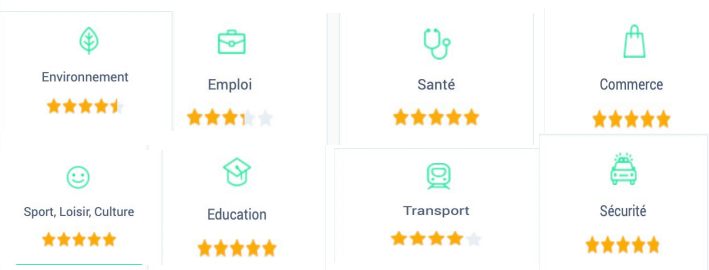 Environnement
Emploi
Santé
Commerce
Sport, Loisir, Culture
Education
Transport
Sécurité